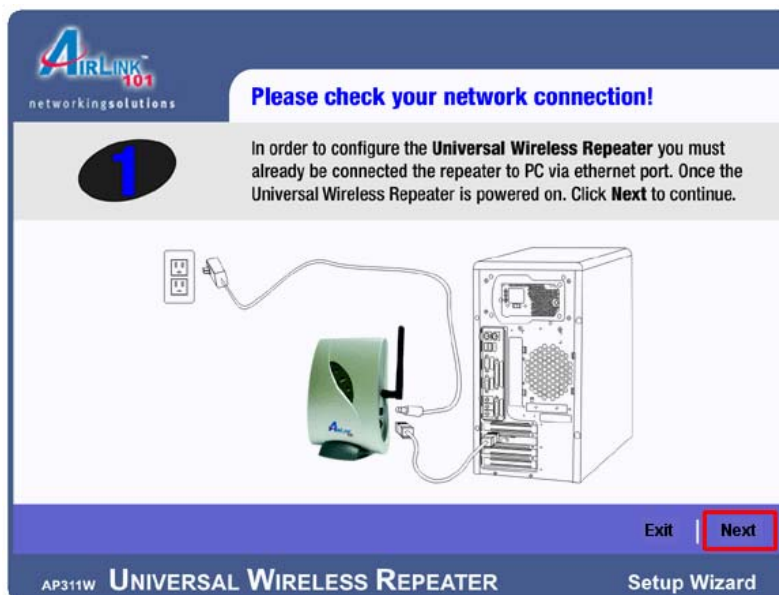 AIRLINK™
101
networkingsolutions
Please check your network connection!
1
In order to configure the Universal Wireless Repeater you must
already be connected the repeater to PC via ethernet port. Once the
Universal Wireless Repeater is powered on. Click Next to continue.
AirLink
101
Exit | Next
AP311W UNIVERSAL WIRELESS REPEATER Setup Wizard